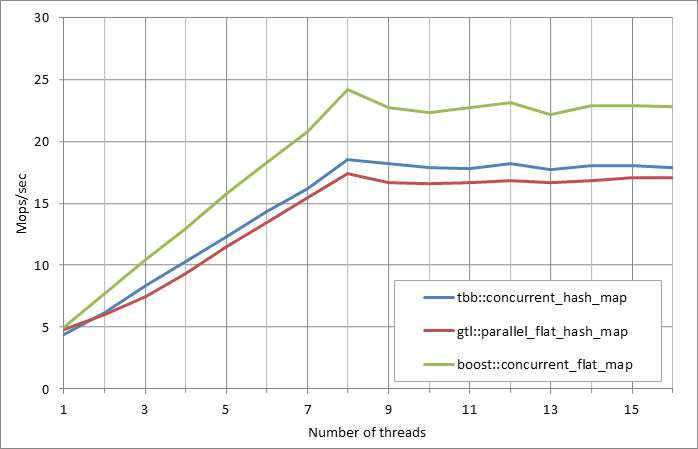 30
25
20
15
10
5
0
Mops/sec
tbb::concurrent_hash_map
gtl::parallel_flat_hash_map
boost::concurrent_flat_map
1 3 5 7 9 11 13 15
Number of threads